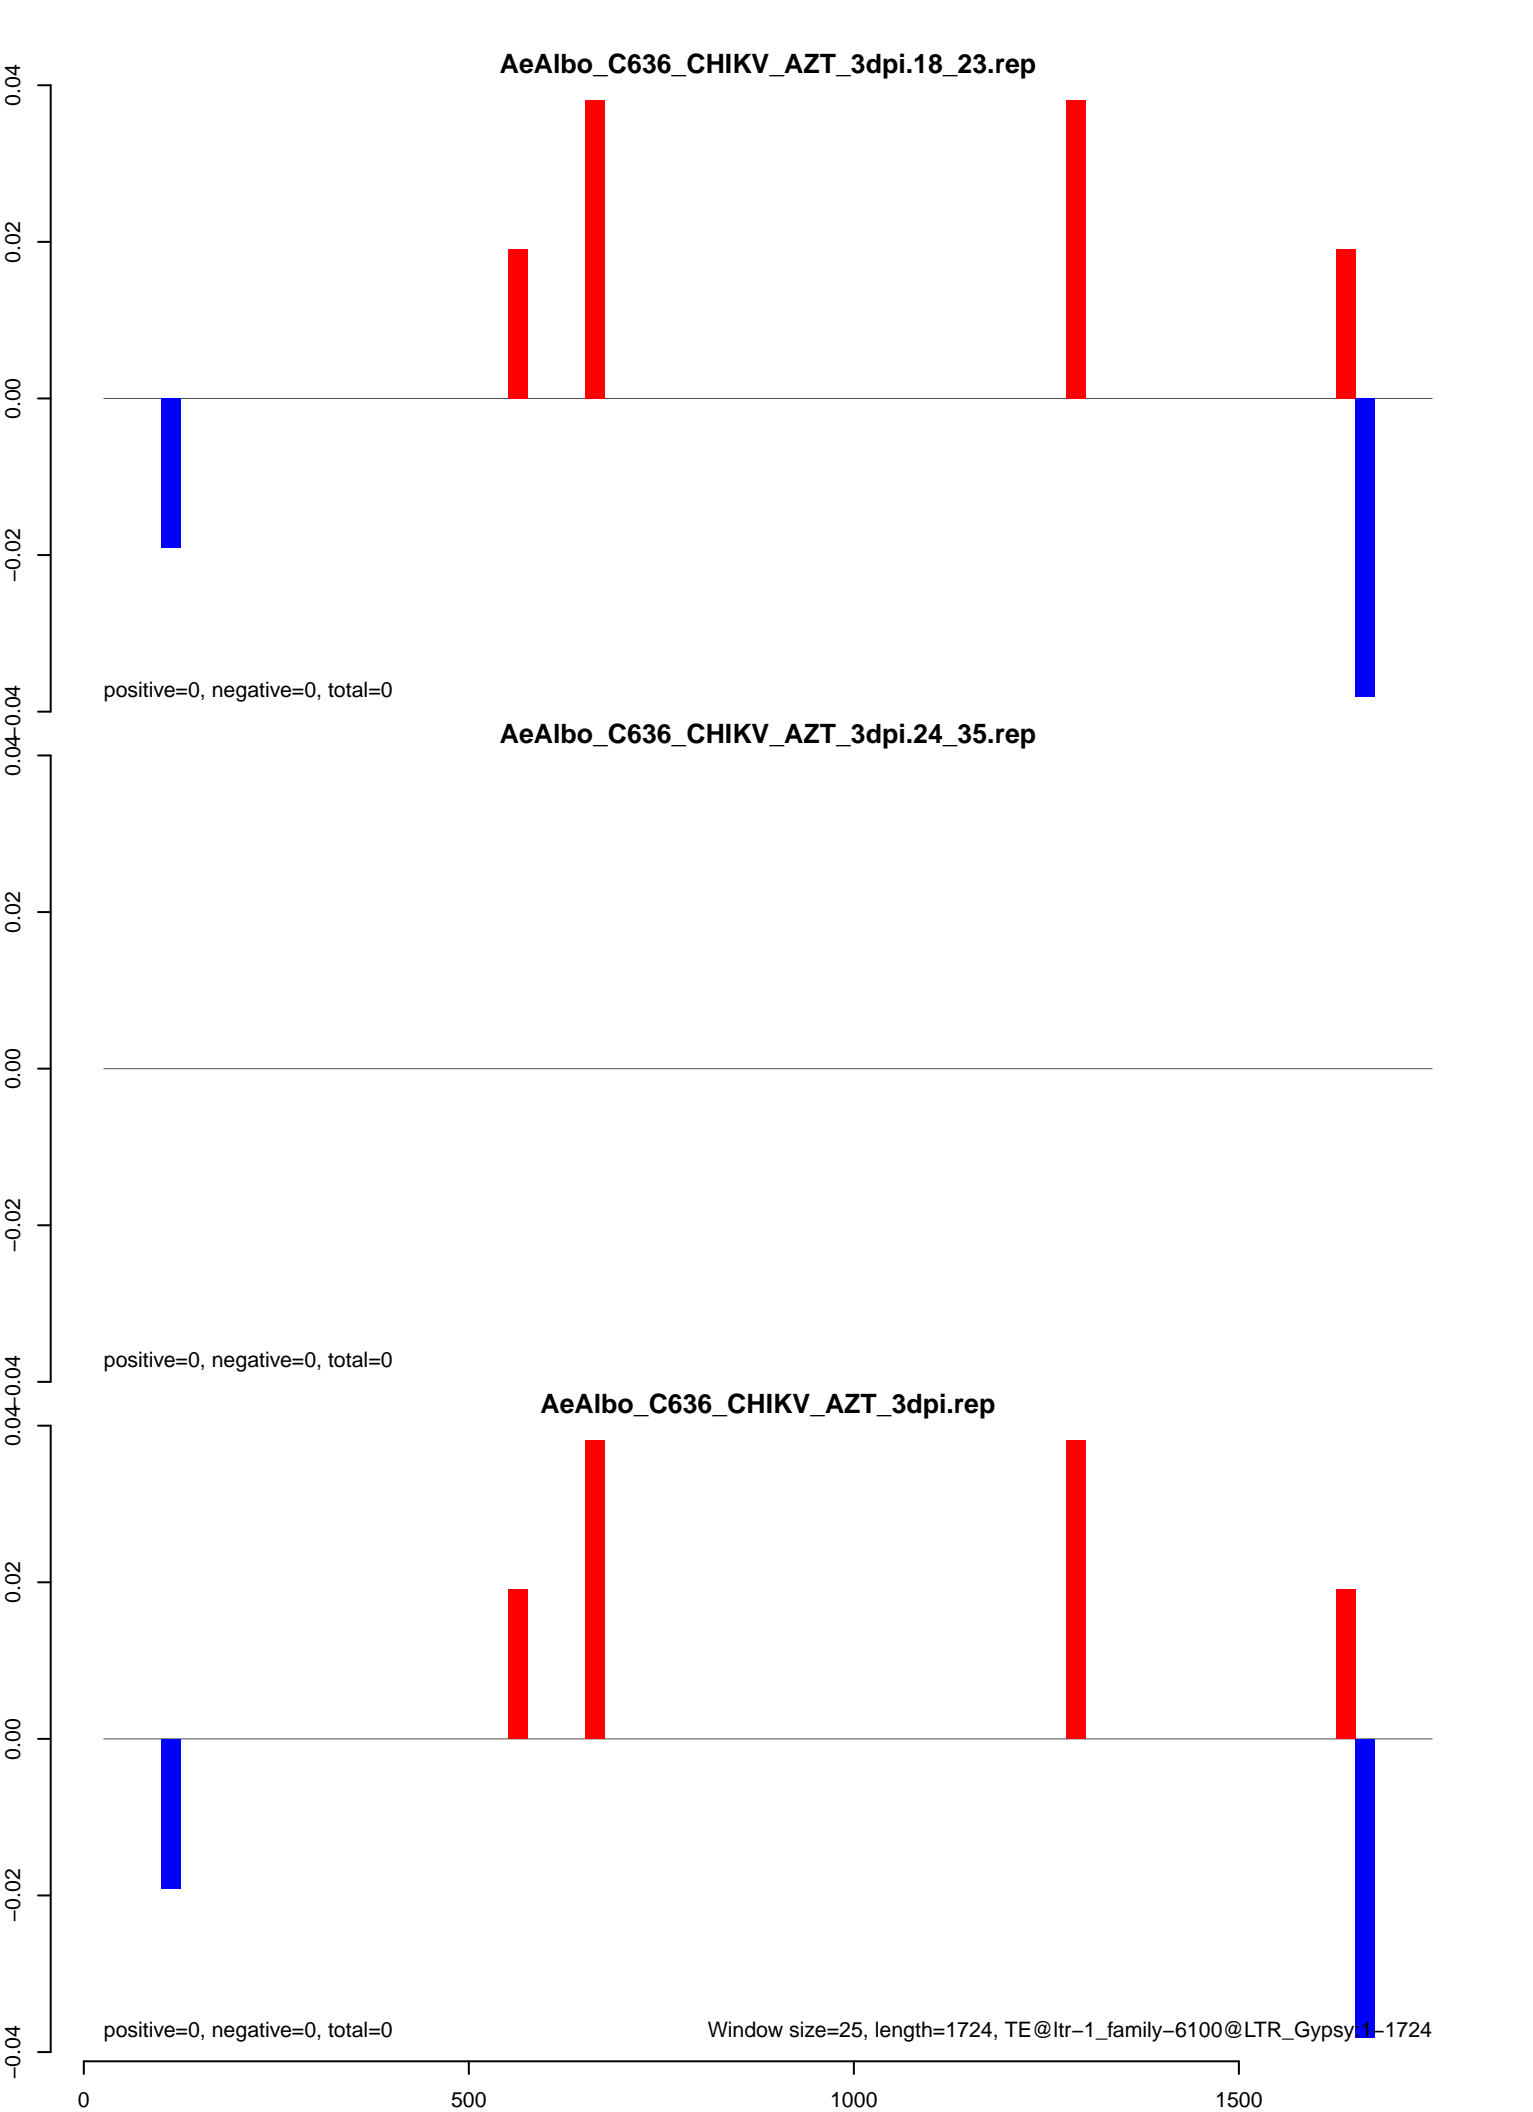 AeAlbo_C636_CHIKV_AZT_3dpi.18_23.rep
0.04
0.02
0.00
−0.02
−0.04
positive=0, negative=0, total=0
AeAlbo_C636_CHIKV_AZT_3dpi.24_35.rep
0.04
0.02
0.00
−0.02
−0.04
positive=0, negative=0, total=0
AeAlbo_C636_CHIKV_AZT_3dpi.rep
0.04
0.02
0.00
−0.02
−0.04
positive=0, negative=0, total=0
Window size=25, length=1724, TE@ltr−1_family−6100@LTR_Gypsy:1−1724
0 500 1000 1500